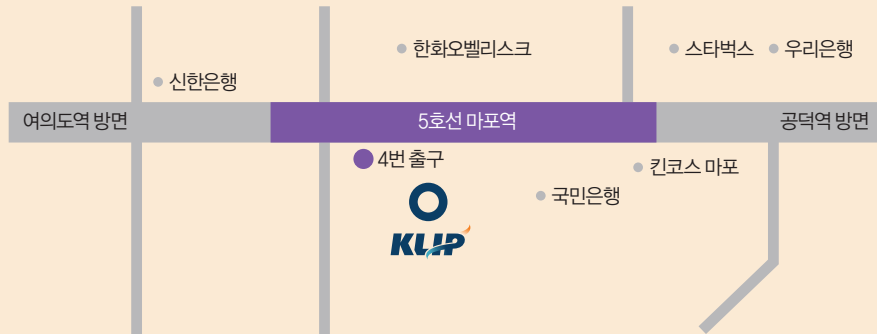 한화오벨리스크
스타벅스
우리은행
신한은행
여의도역 방면
5호선 마포역
공덕역 방면
4번 출구
킨코스 마포
국민은행
KLIP